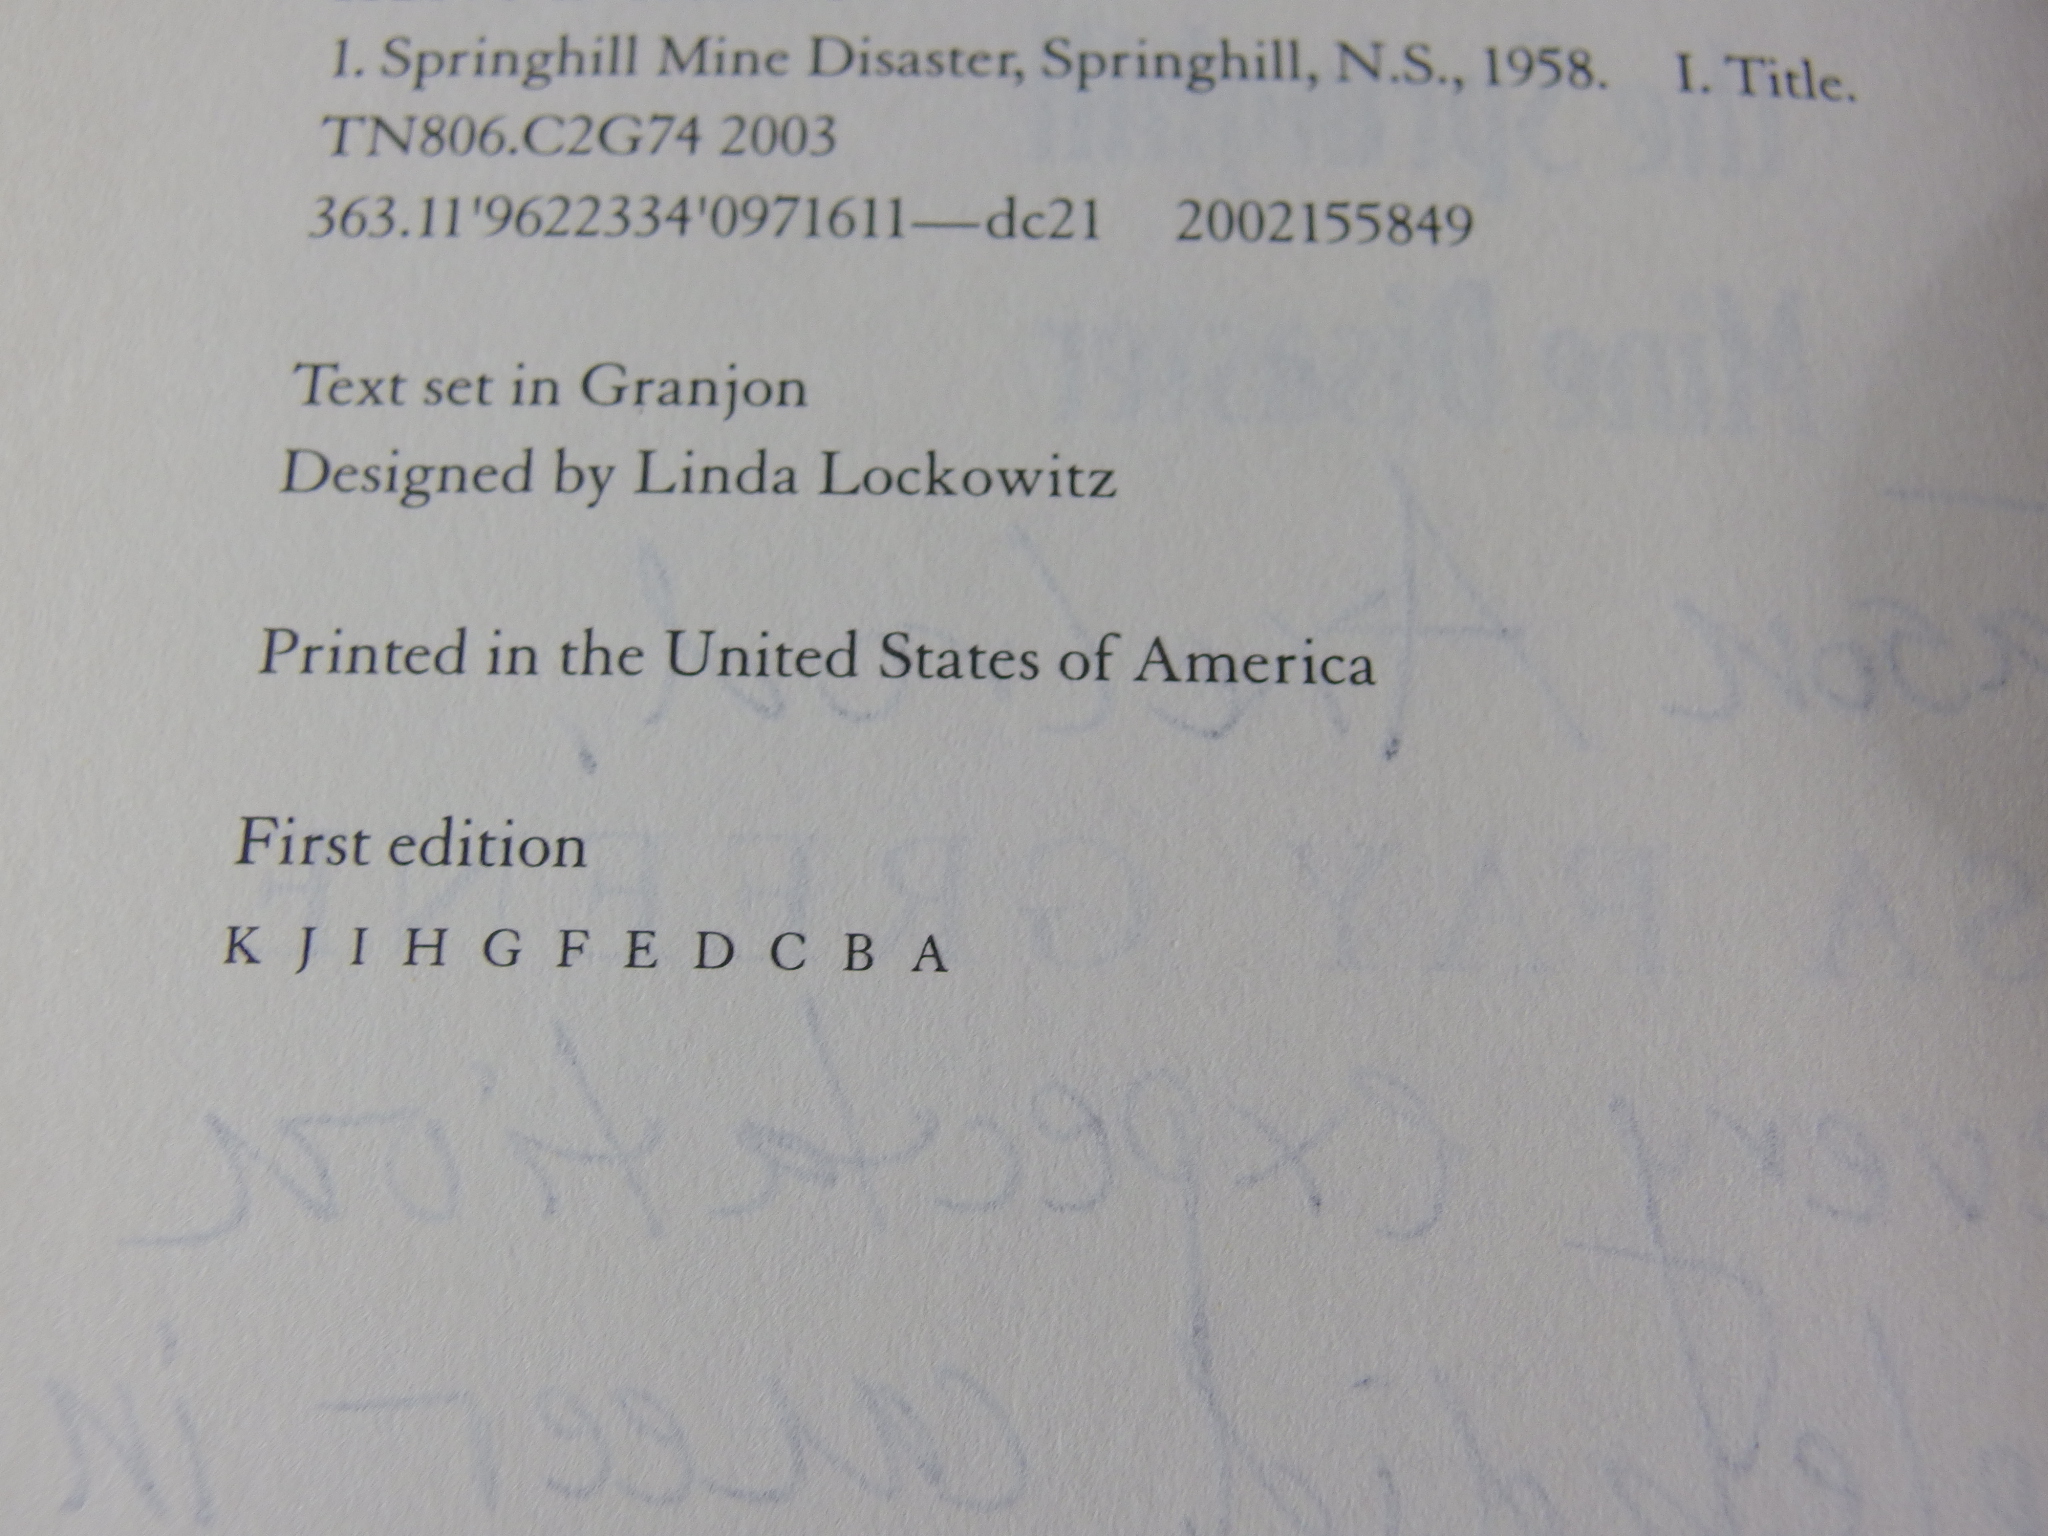 1. Springhill Mine Disaster, Springhill, N.S., 1958. I. Title.
TN806.C2G74 2003
363.11'9622334'0971611—dc21 2002155849
Text set in Granjon
Designed by Linda Lockowitz
Printed in the United States of America
First edition
K J I H G F E D C B A